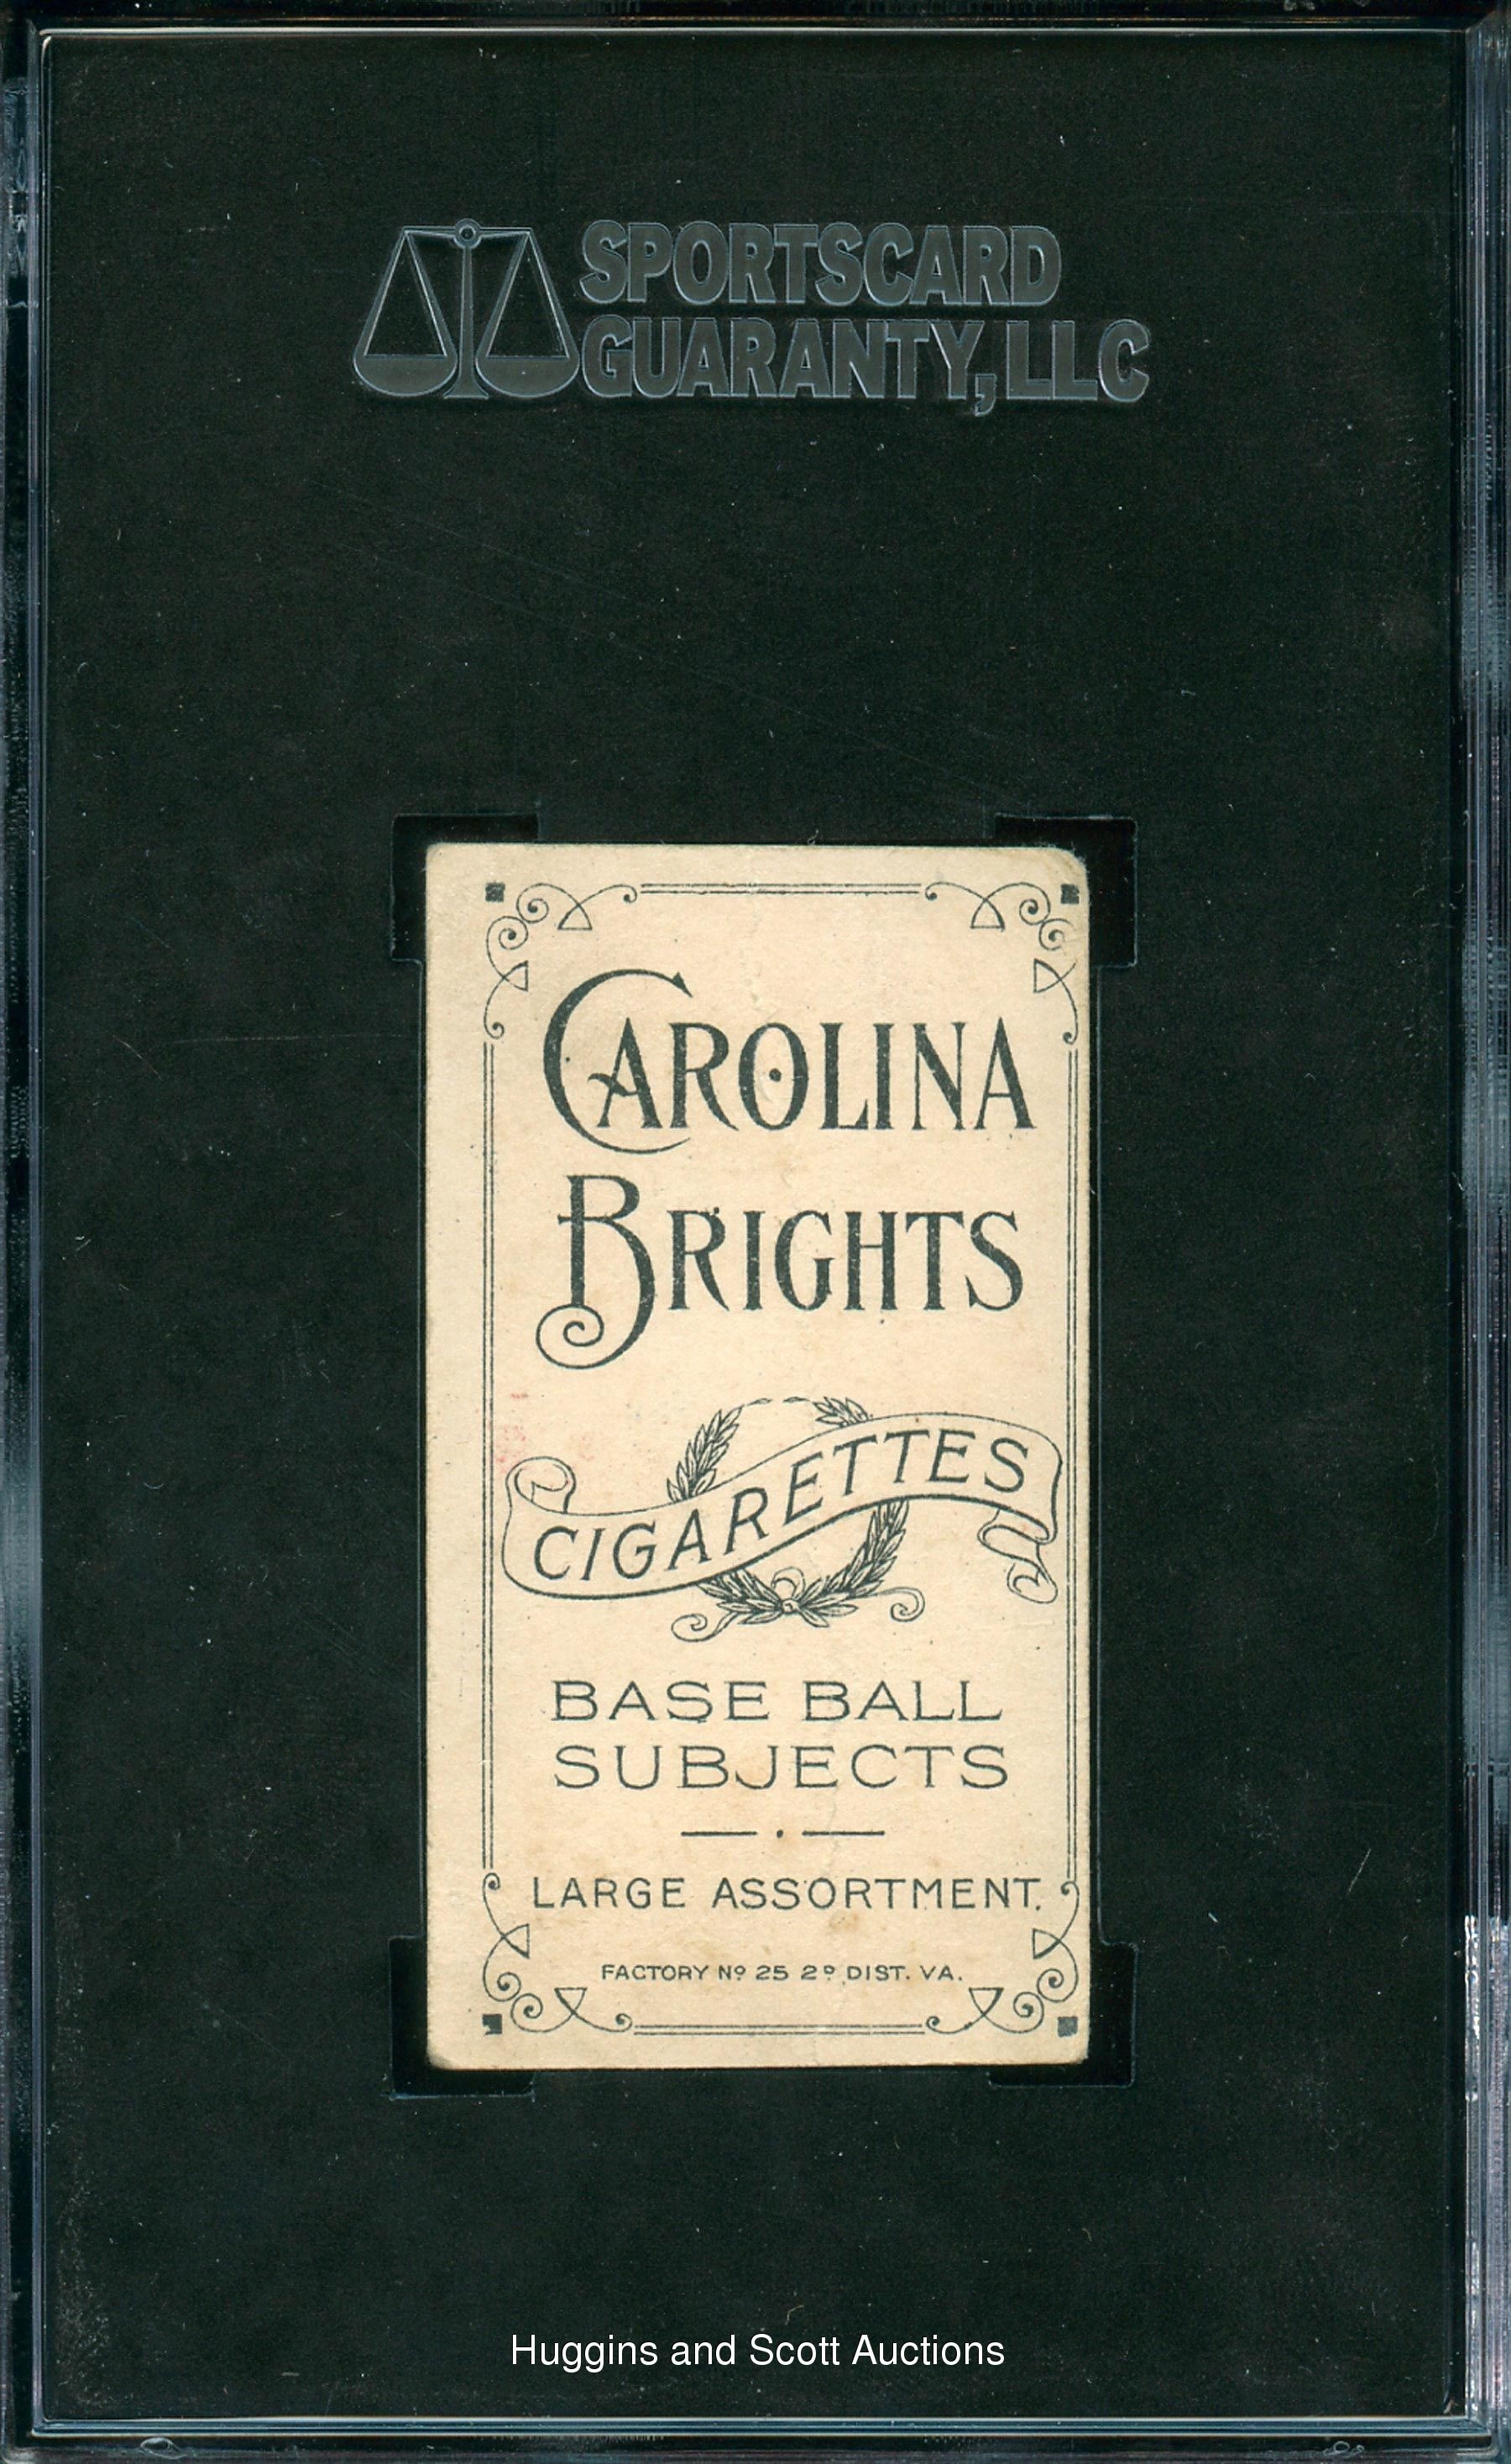 SPORTSCARD
GUARANTY, LLC
CAROLINA
BRIGHTS
CIGARETTES
BASE BALL
SUBJECTS
LARGE ASSORTMENT.
FACTORY Nº 25 2º DIST. VA.
Huggins and Scott Auctions